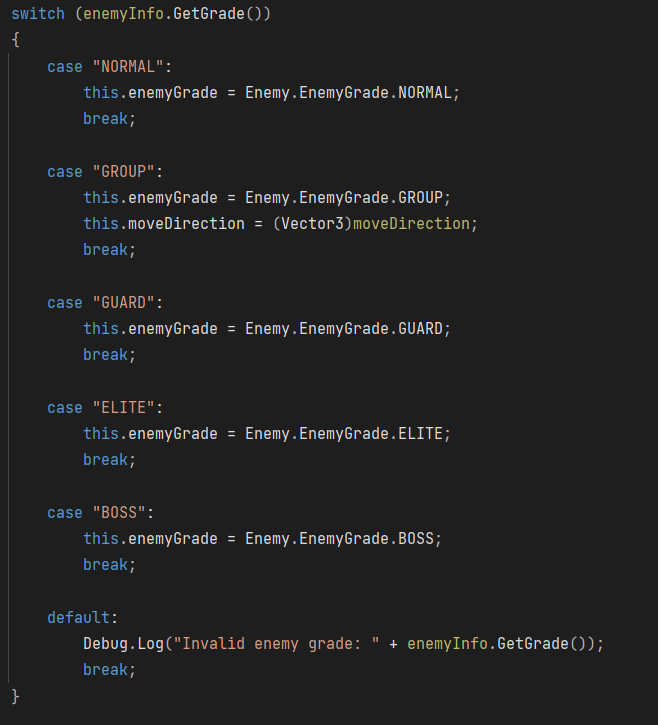 switch (enemyInfo.GetGrade())
{
    case "NORMAL":
        this.enemyGrade = Enemy.EnemyGrade.NORMAL;
        break;

    case "GROUP":
        this.enemyGrade = Enemy.EnemyGrade.GROUP;
        this.moveDirection = (Vector3)moveDirection;
        break;

    case "GUARD":
        this.enemyGrade = Enemy.EnemyGrade.GUARD;
        break;

    case "ELITE":
        this.enemyGrade = Enemy.EnemyGrade.ELITE;
        break;

    case "BOSS":
        this.enemyGrade = Enemy.EnemyGrade.BOSS;
        break;

    default:
        Debug.Log("Invalid enemy grade: " + enemyInfo.GetGrade());
        break;
}